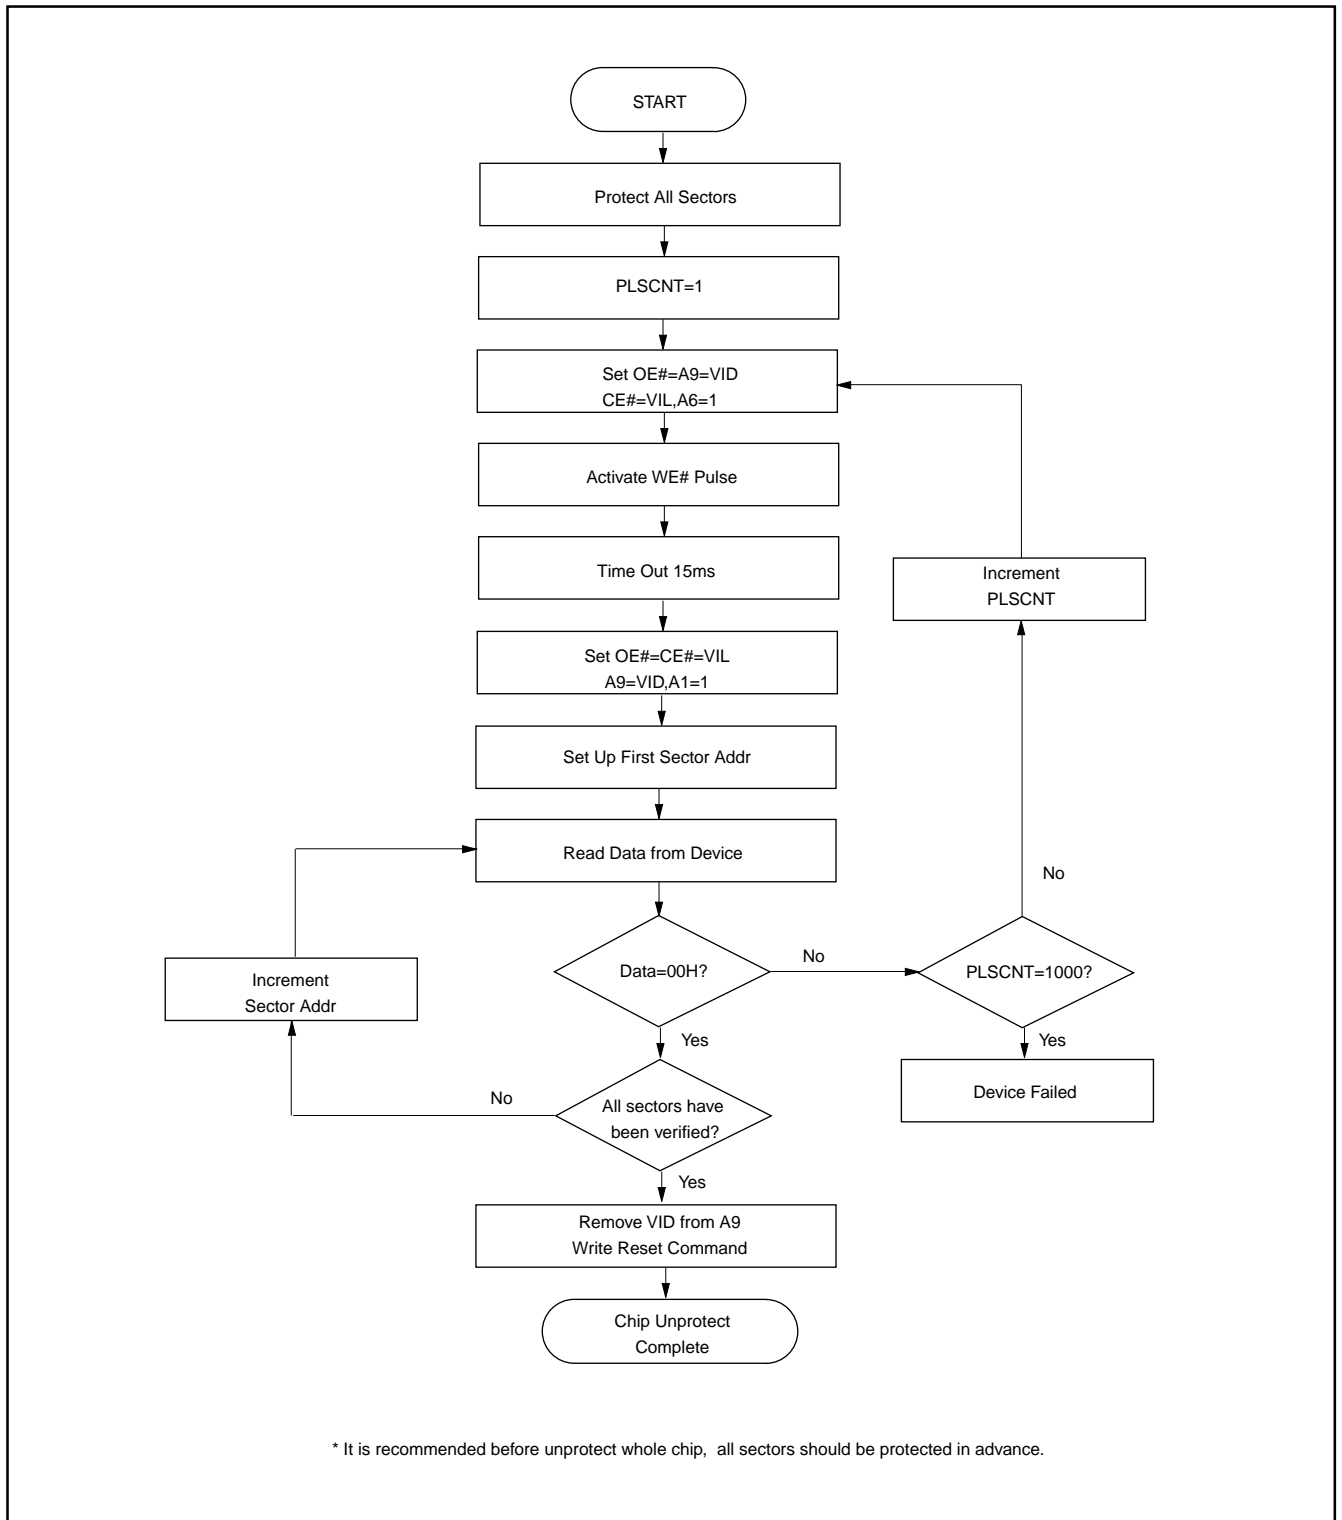 START
Protect All Sectors
PLSCNT=1
Set OE#=A9=VID
CE#=VIL,A6=1
Activate WE# Pulse
Time Out 15ms
Increment
PLSCNT
Set OE#=CE#=VIL
A9=VID,A1=1
Set Up First Sector Addr
Read Data from Device
No
Data=00H?
No
PLSCNT=1000?
Increment
Sector Addr
Yes
Yes
Device Failed
No
All sectors have
been verified?
Yes
Remove VID from A9
Write Reset Command
Chip Unprotect
Complete
* It is recommended before unprotect whole chip, all sectors should be protected in advance.